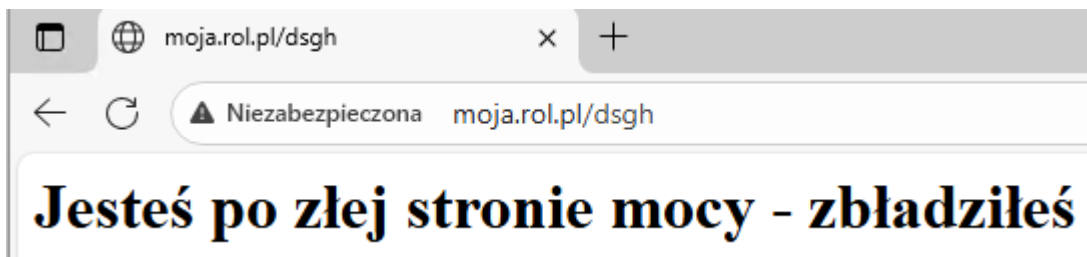 moja.rol.pl/dsgh
Niezabezpieczona moja.rol.pl/dsgh
Jesteś po złej stronie mocy - zbładziłeś